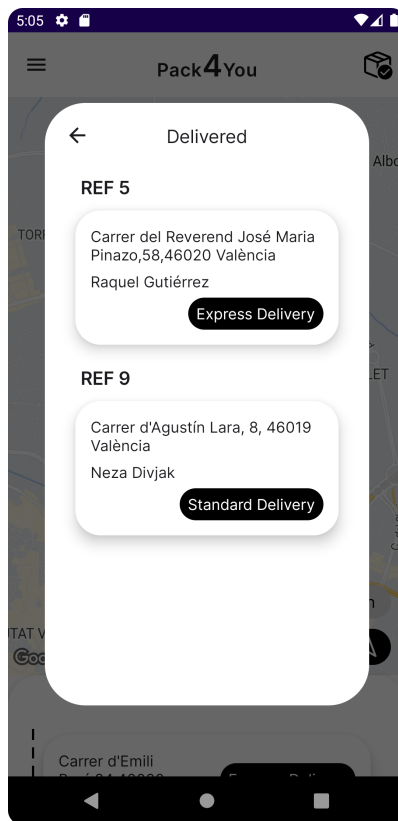 5:05
Pack4You
Delivered
REF 5
Carrer del Reverend José Maria
Pinazo,58,46020 València
Raquel Gutiérrez
Express Delivery
REF 9
Carrer d'Agustín Lara, 8, 46019
València
Neza Divjak
Standard Delivery
Carrer d'Emili